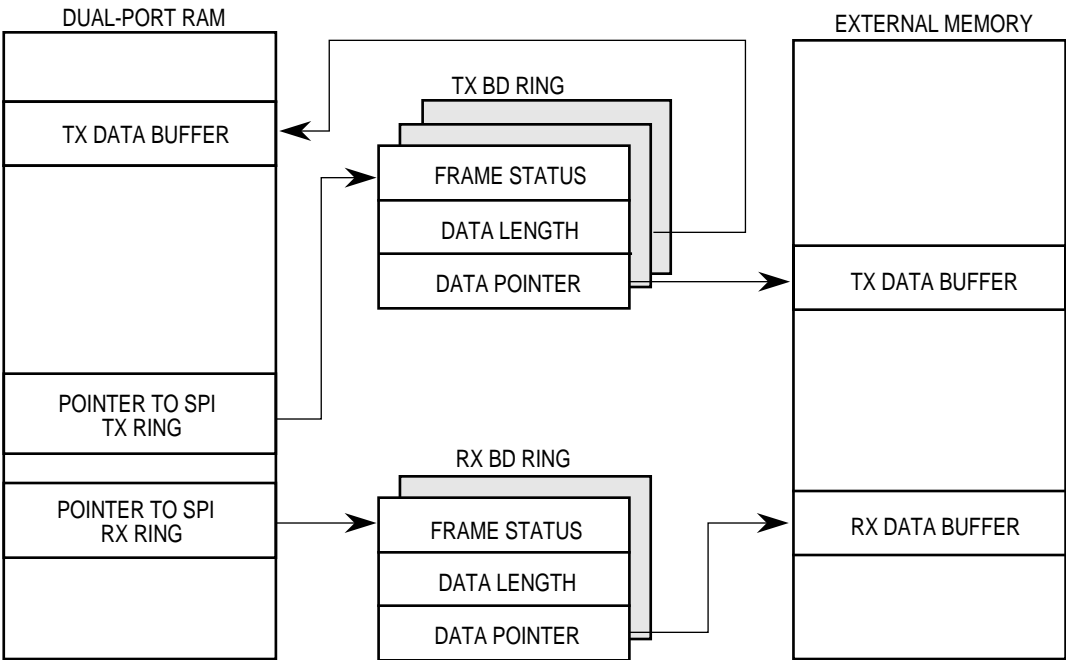 DUAL-PORT RAM
TX DATA BUFFER
POINTER TO SPI
TX RING
POINTER TO SPI
RX RING
TX BD RING
FRAME STATUS
DATA LENGTH
DATA POINTER
RX BD RING
FRAME STATUS
DATA LENGTH
DATA POINTER
EXTERNAL MEMORY
TX DATA BUFFER
RX DATA BUFFER